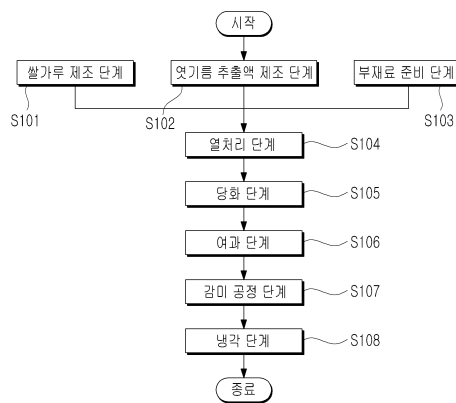 시작
쌀가루 제조 단계
엿기름 추출액 제조 단계
부재료 준비 단계
S101
S102
S103
열처리 단계
S104
당화 단계
S105
여과 단계
S106
감미 공정 단계
S107
냉각 단계
S108
종료